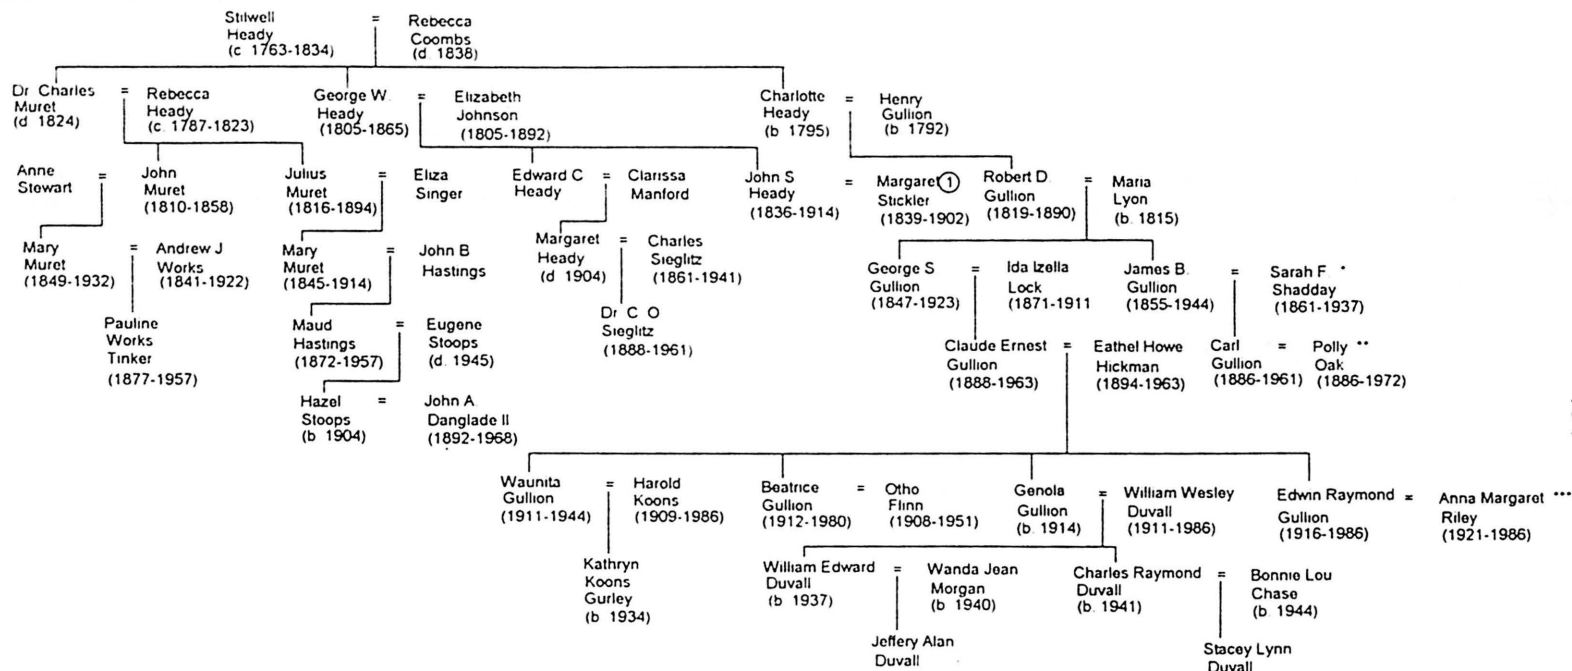 Stilwell
Heady
(c 1763-1834)
=
Rebecca
Coombs
(d 1838)
Dr Charles
Muret
(d 1824)
=
Rebecca
Heady
(c. 1787-1823)
George W.
Heady
(1805-1865)
=
Elizabeth
Johnson
(1805-1892)
Charlotte
Heady
(b 1795)
=
Henry
Gullion
(b 1792)
Anne
Stewart
=
John
Muret
(1810-1858)
Julius
Muret
(1816-1894)
=
Eliza
Singer
Edward C
Heady
=
Clarissa
Manford
John S
Heady
(1836-1914)
=
Margaret ①
Stickler
(1839-1902)
Robert D.
Gullion
(1819-1890)
=
Maria
Lyon
(b. 1815)
Mary
Muret
(1849-1932)
=
Andrew J
Works
(1841-1922)
Mary
Muret
(1845-1914)
=
John B
Hastings
Margaret
Heady
(d 1904)
=
Charles
Sieglitz
(1861-1941)
George S
Gullion
(1847-1923)
=
Ida Izella
Lock
(1871-1911
James B.
Gullion
(1855-1944)
=
Sarah F. *
Shadday
(1861-1937)
Pauline
Works
Tinker
(1877-1957)
Maud
Hastings
(1872-1957)
=
Eugene
Stoops
(d. 1945)
Dr C O
Sieglitz
(1888-1961)
Claude Ernest
Gullion
(1888-1963)
=
Eathel Howe
Hickman
(1894-1963)
Carl
Gullion
(1886-1961)
=
Polly **
Oak
(1886-1972)
Hazel
Stoops
(b 1904)
=
John A.
Danglade II
(1892-1968)
Waunita
Gullion
(1911-1944)
=
Harold
Koons
(1909-1986)
Beatrice
Gullion
(1912-1980)
=
Otho
Flinn
(1908-1951)
Genola
Gullion
(b. 1914)
=
William Wesley
Duvall
(1911-1986)
Edwin Raymond
Gullion
(1916-1986)
=
Anna Margaret ***
Riley
(1921-1986)
Kathryn
Koons
Gurley
(b 1934)
William Edward
Duvall
(b 1937)
=
Wanda Jean
Morgan
(b 1940)
Charles Raymond
Duvall
(b. 1941)
=
Bonnie Lou
Chase
(b. 1944)
Jeffery Alan
Duvall
Stacey Lynn
Duvall